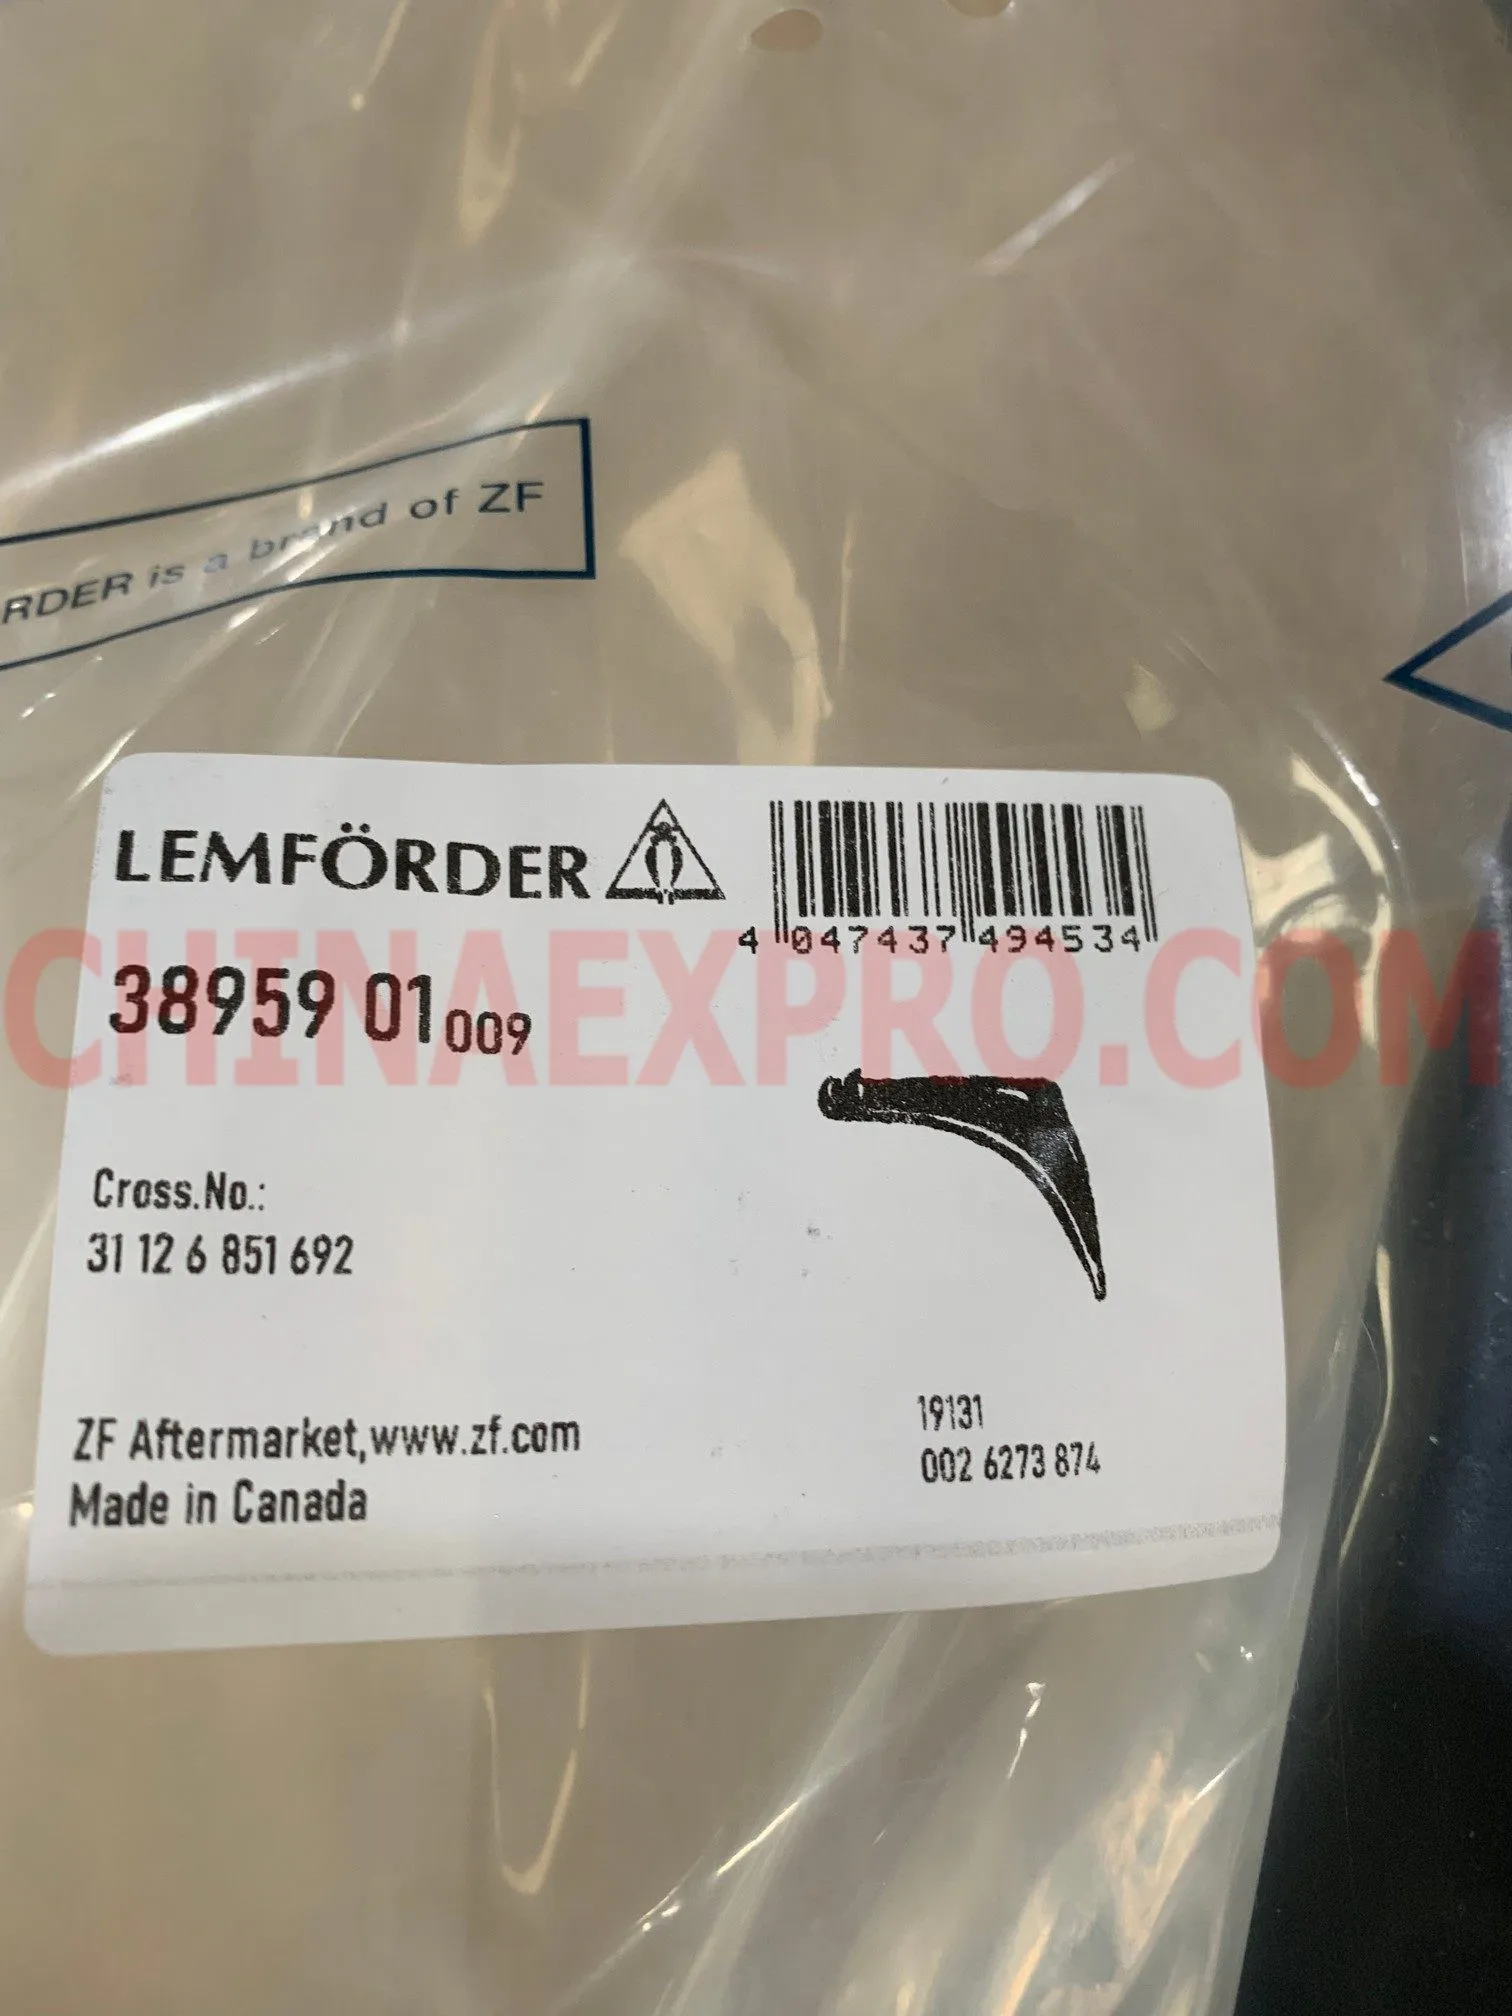 RDER is a brand of ZF
LEMFÖRDER
4 047437 494534
38959 01 009
CHINAEXPRO.COM
Cross.No.:
31 12 6 851 692
19131
002 6273 874
ZF Aftermarket,www.zf.com
Made in Canada